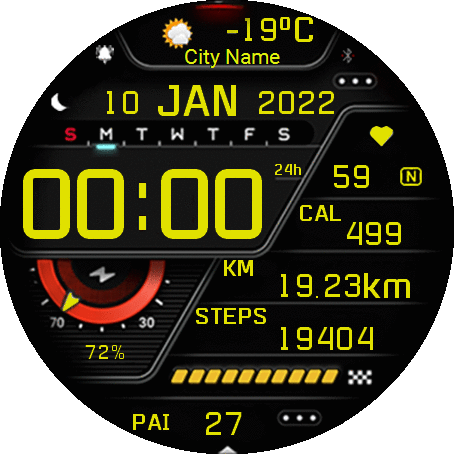 -19ºC
City Name
10 JAN 2022
S M T W T F S
00:00 24h
59 N
CAL
499
KM
19.23km
STEPS
19404
70 30
72%
PAI 27